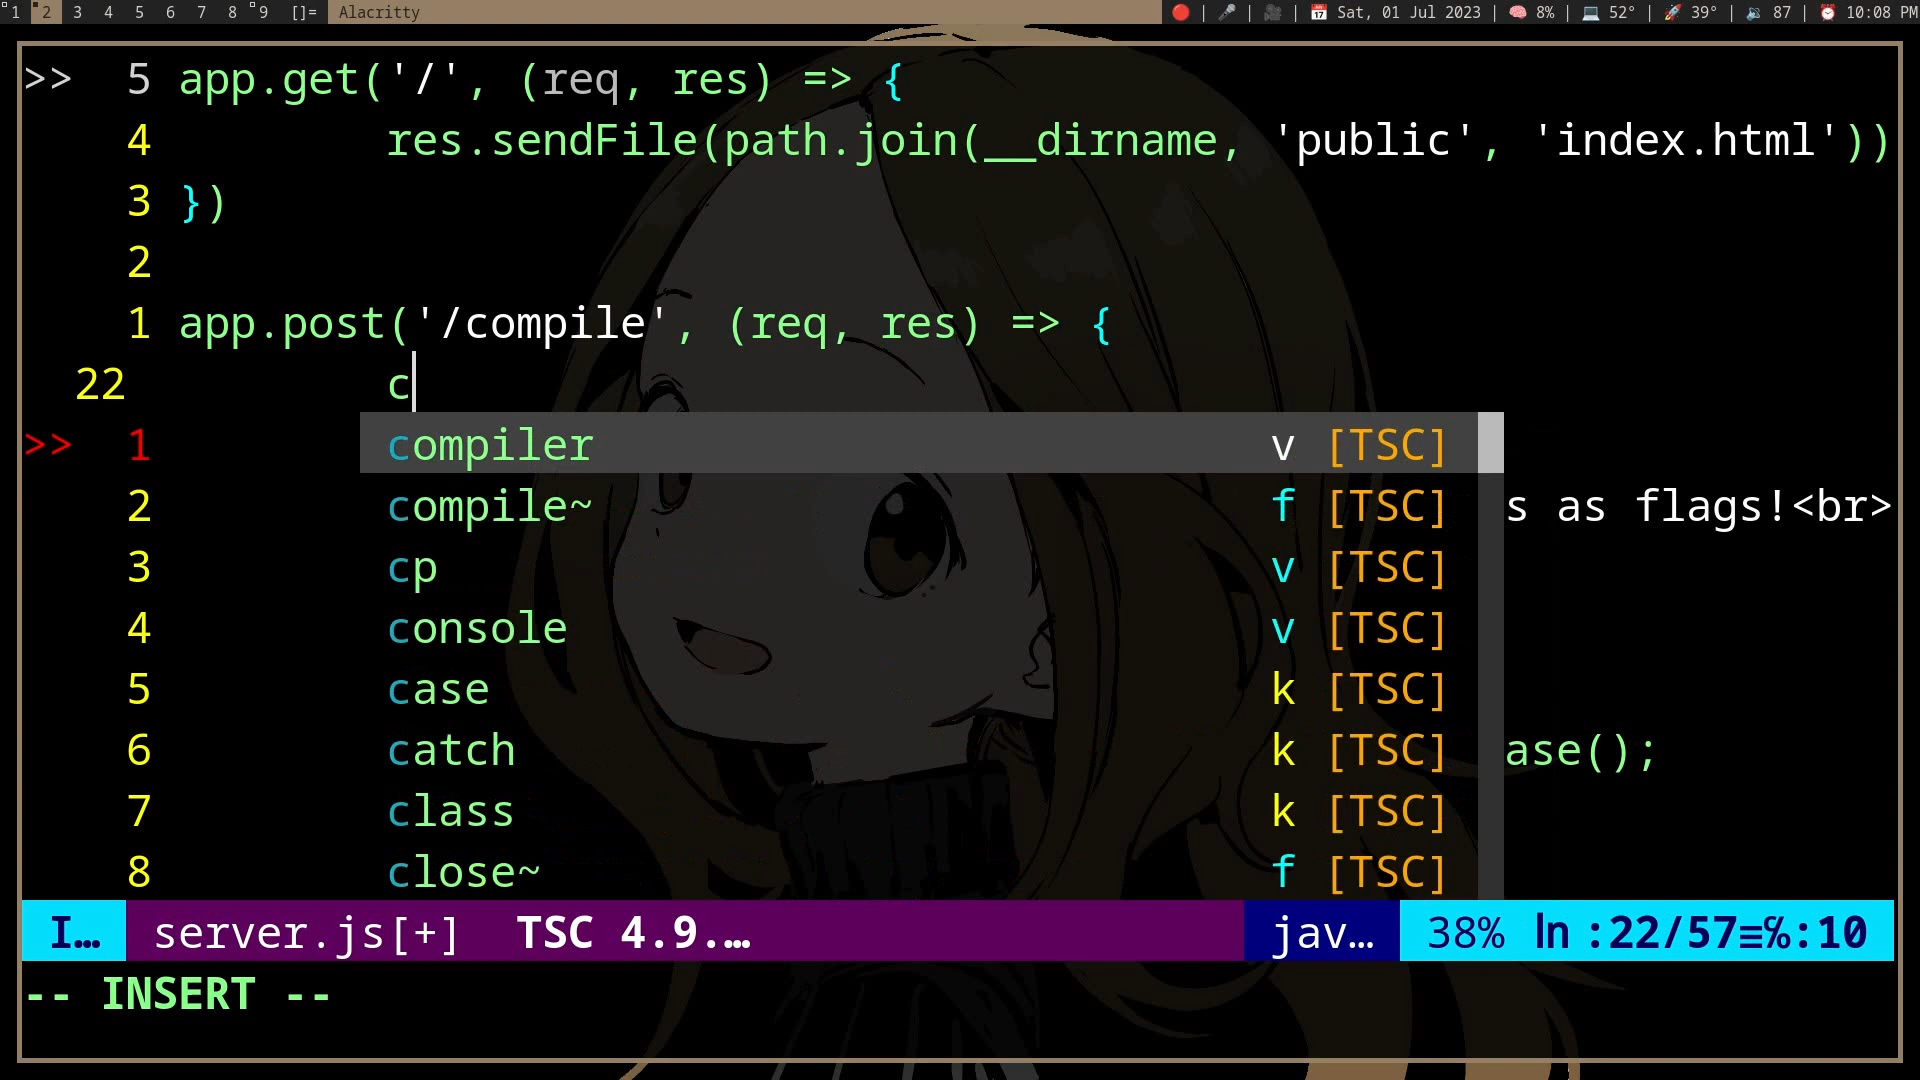 1 2 3 4 5 6 7 8 9 []= Alacritty | | | Sat, 01 Jul 2023 | 8% | 52° | 39° | 87 | 10:08 PM
>> 5 app.get('/', (req, res) => {
4 res.sendFile(path.join(__dirname, 'public', 'index.html'))
3 })
2
1 app.post('/compile', (req, res) => {
22 c
>> 1 compiler v [TSC]
2 compile~ f [TSC] s as flags!<br>
3 cp v [TSC]
4 console v [TSC]
5 case k [TSC]
6 catch k [TSC] ase();
7 class k [TSC]
8 close~ f [TSC]
I… server.js[+] TSC 4.9.… jav… 38% ln :22/57≡℅:10
-- INSERT --